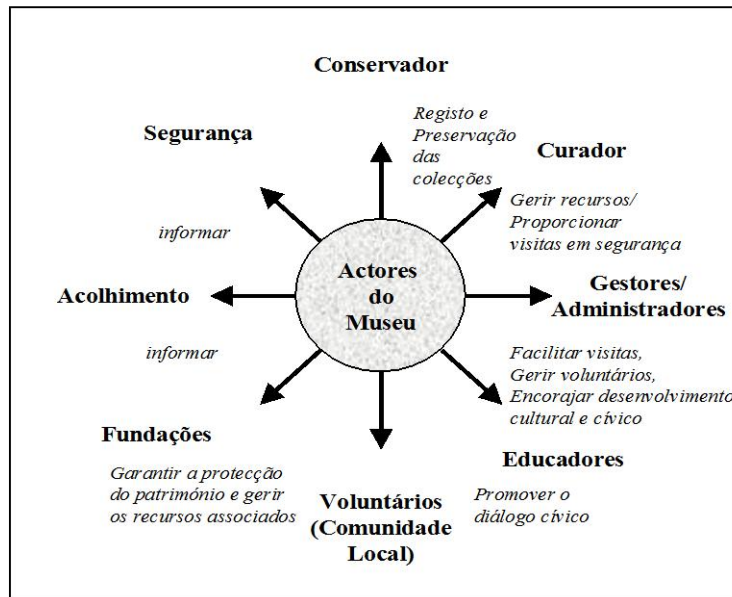 Conservador
Registo e
Preservação
das
colecções
Segurança
Curador
informar
Gerir recursos/
Proporcionar
visitas em segurança
Actores
do
Museu
Acolhimento
Gestores/
Administradores
informar
Facilitar visitas,
Gerir voluntários,
Encorajar desenvolvimento
cultural e cívico
Fundações
Garantir a protecção
do património e gerir
os recursos associados
Voluntários
(Comunidade
Local)
Educadores
Promover o
diálogo cívico